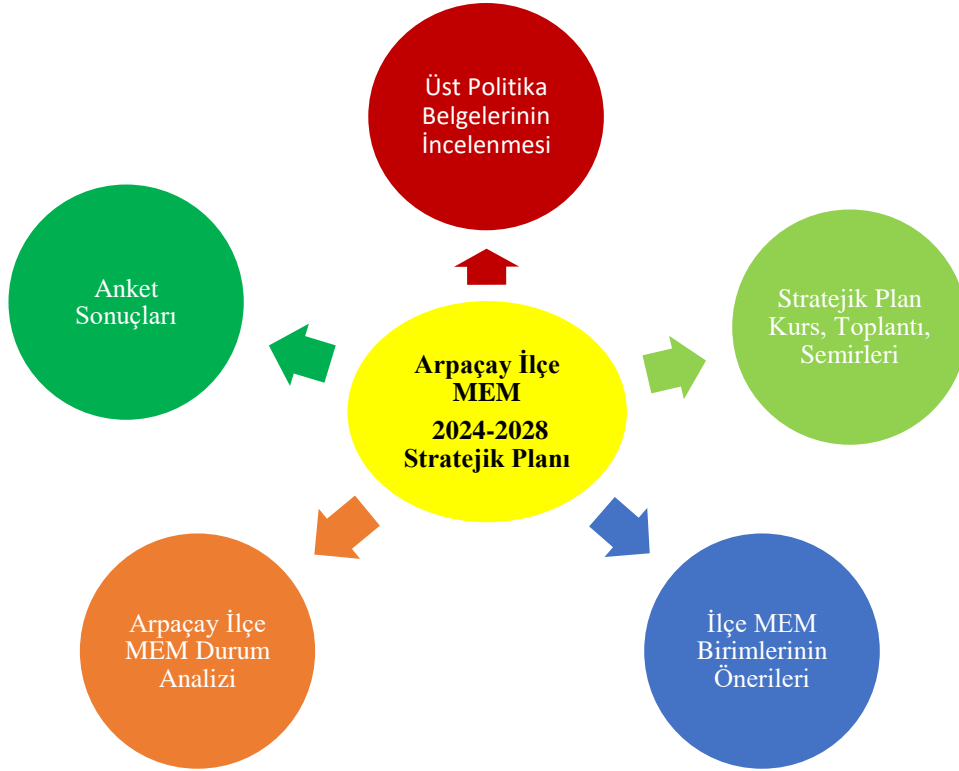 Üst Politika
Belgelerinin
İncelenmesi
Anket
Sonuçları
Stratejik Plan
Kurs, Toplantı,
Semirleri
Arpaçay İlçe
MEM
2024-2028
Stratejik Planı
Arpaçay İlçe
MEM Durum
Analizi
İlçe MEM
Birimlerinin
Önerileri